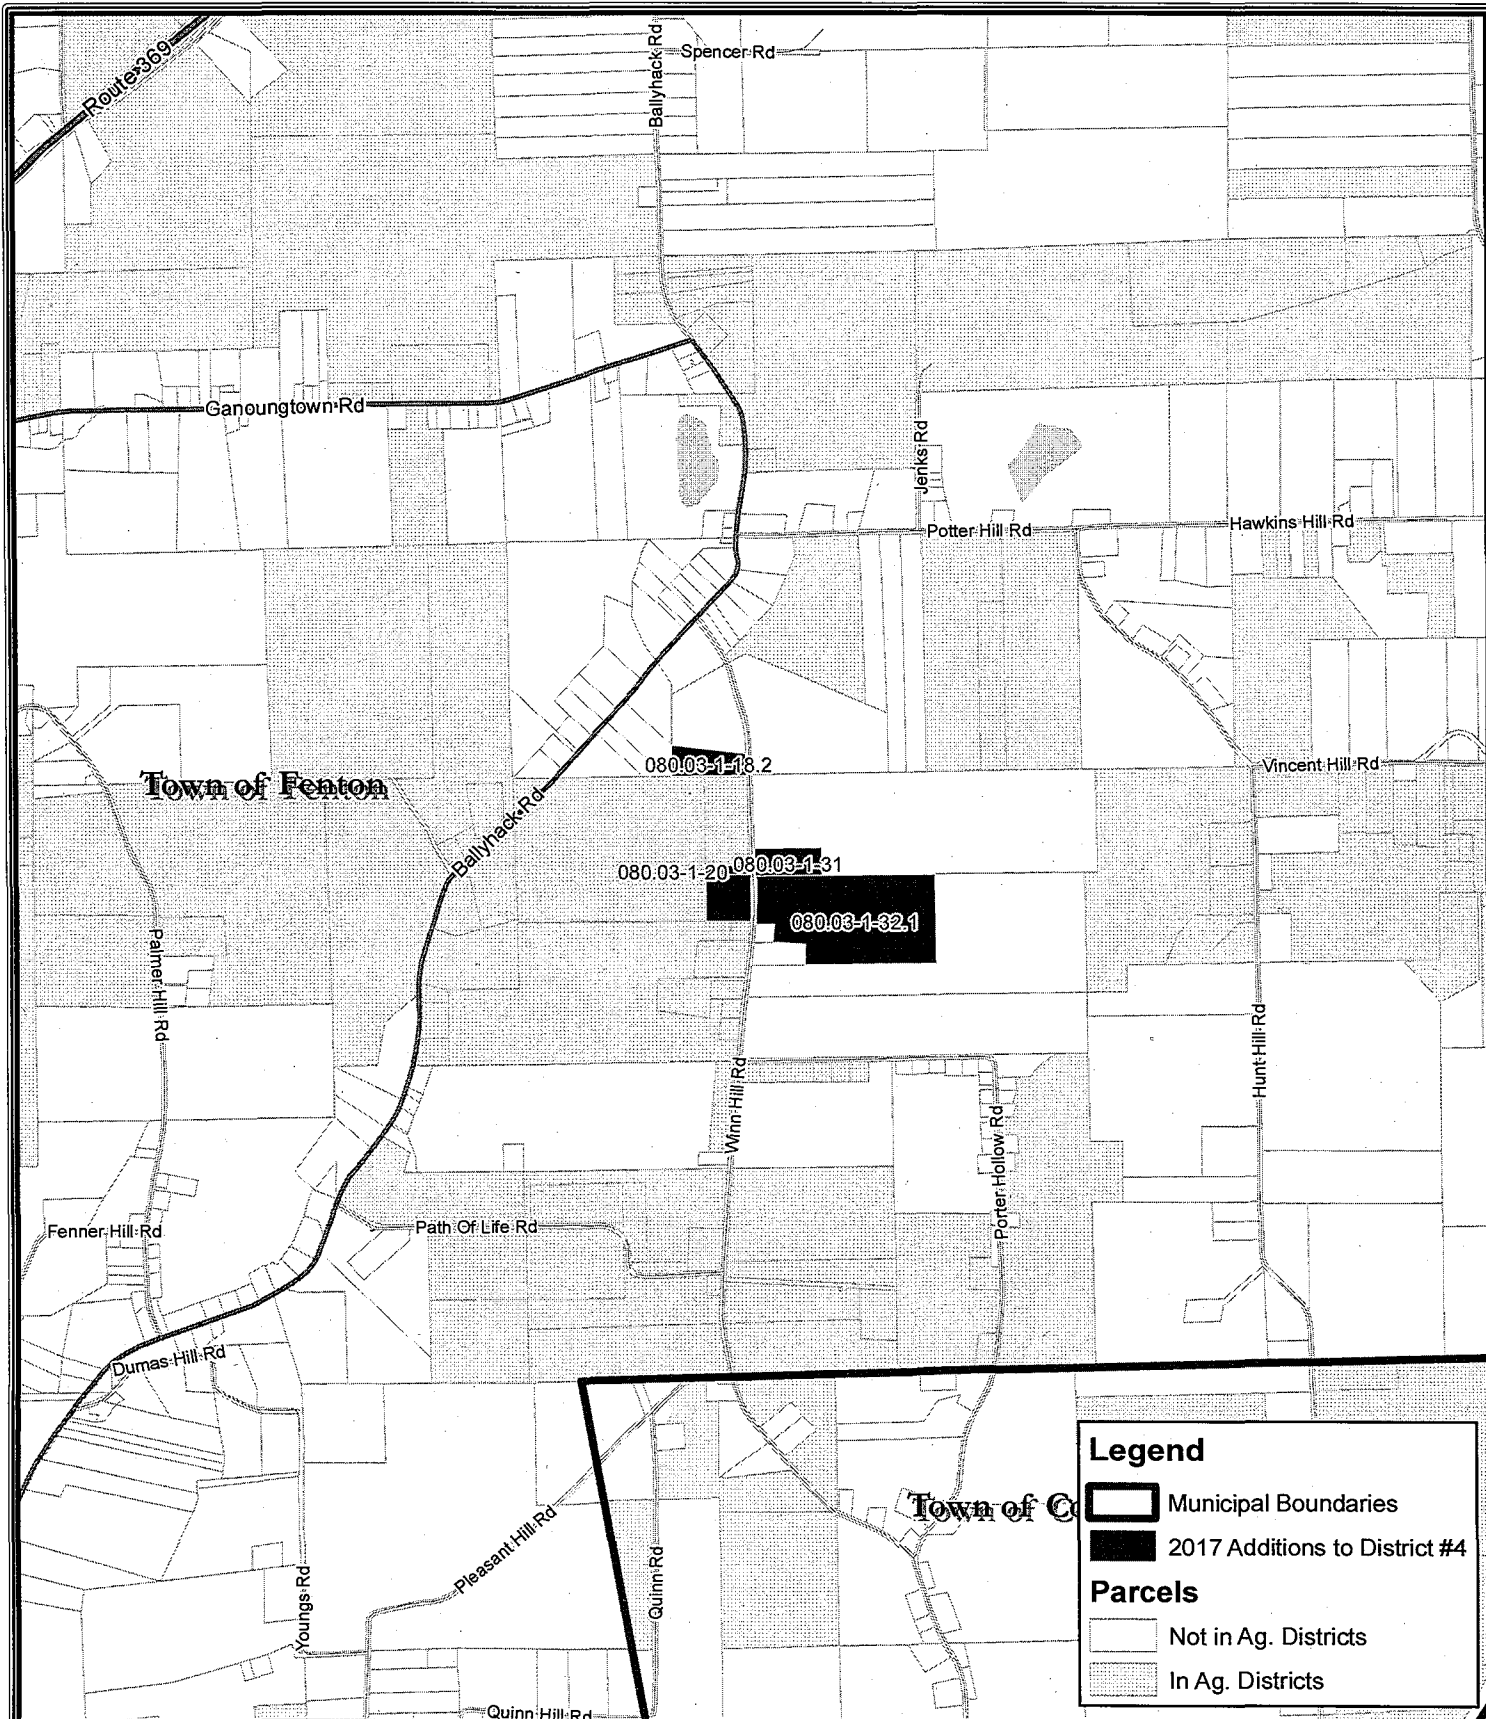 Route 369
Ballyhack Rd
Spencer Rd
Ganoungtown Rd
Jenks Rd
Potter Hill Rd
Hawkins Hill Rd
Town of Fenton
080.03-1-18.2
Vincent Hill Rd
Ballyhack Rd
080.03-1-20
080.03-1-31
080.03-1-32.1
Palmer Hill Rd
Hunt Hill Rd
Winn Hill Rd
Porter Hollow Rd
Fenner Hill Rd
Path Of Life Rd
Dumas Hill Rd
Pleasant Hill Rd
Youngs Rd
Quinn Rd
Quinn Hill Rd
Town of Co
Legend
Municipal Boundaries
2017 Additions to District #4
Parcels
Not in Ag. Districts
In Ag. Districts